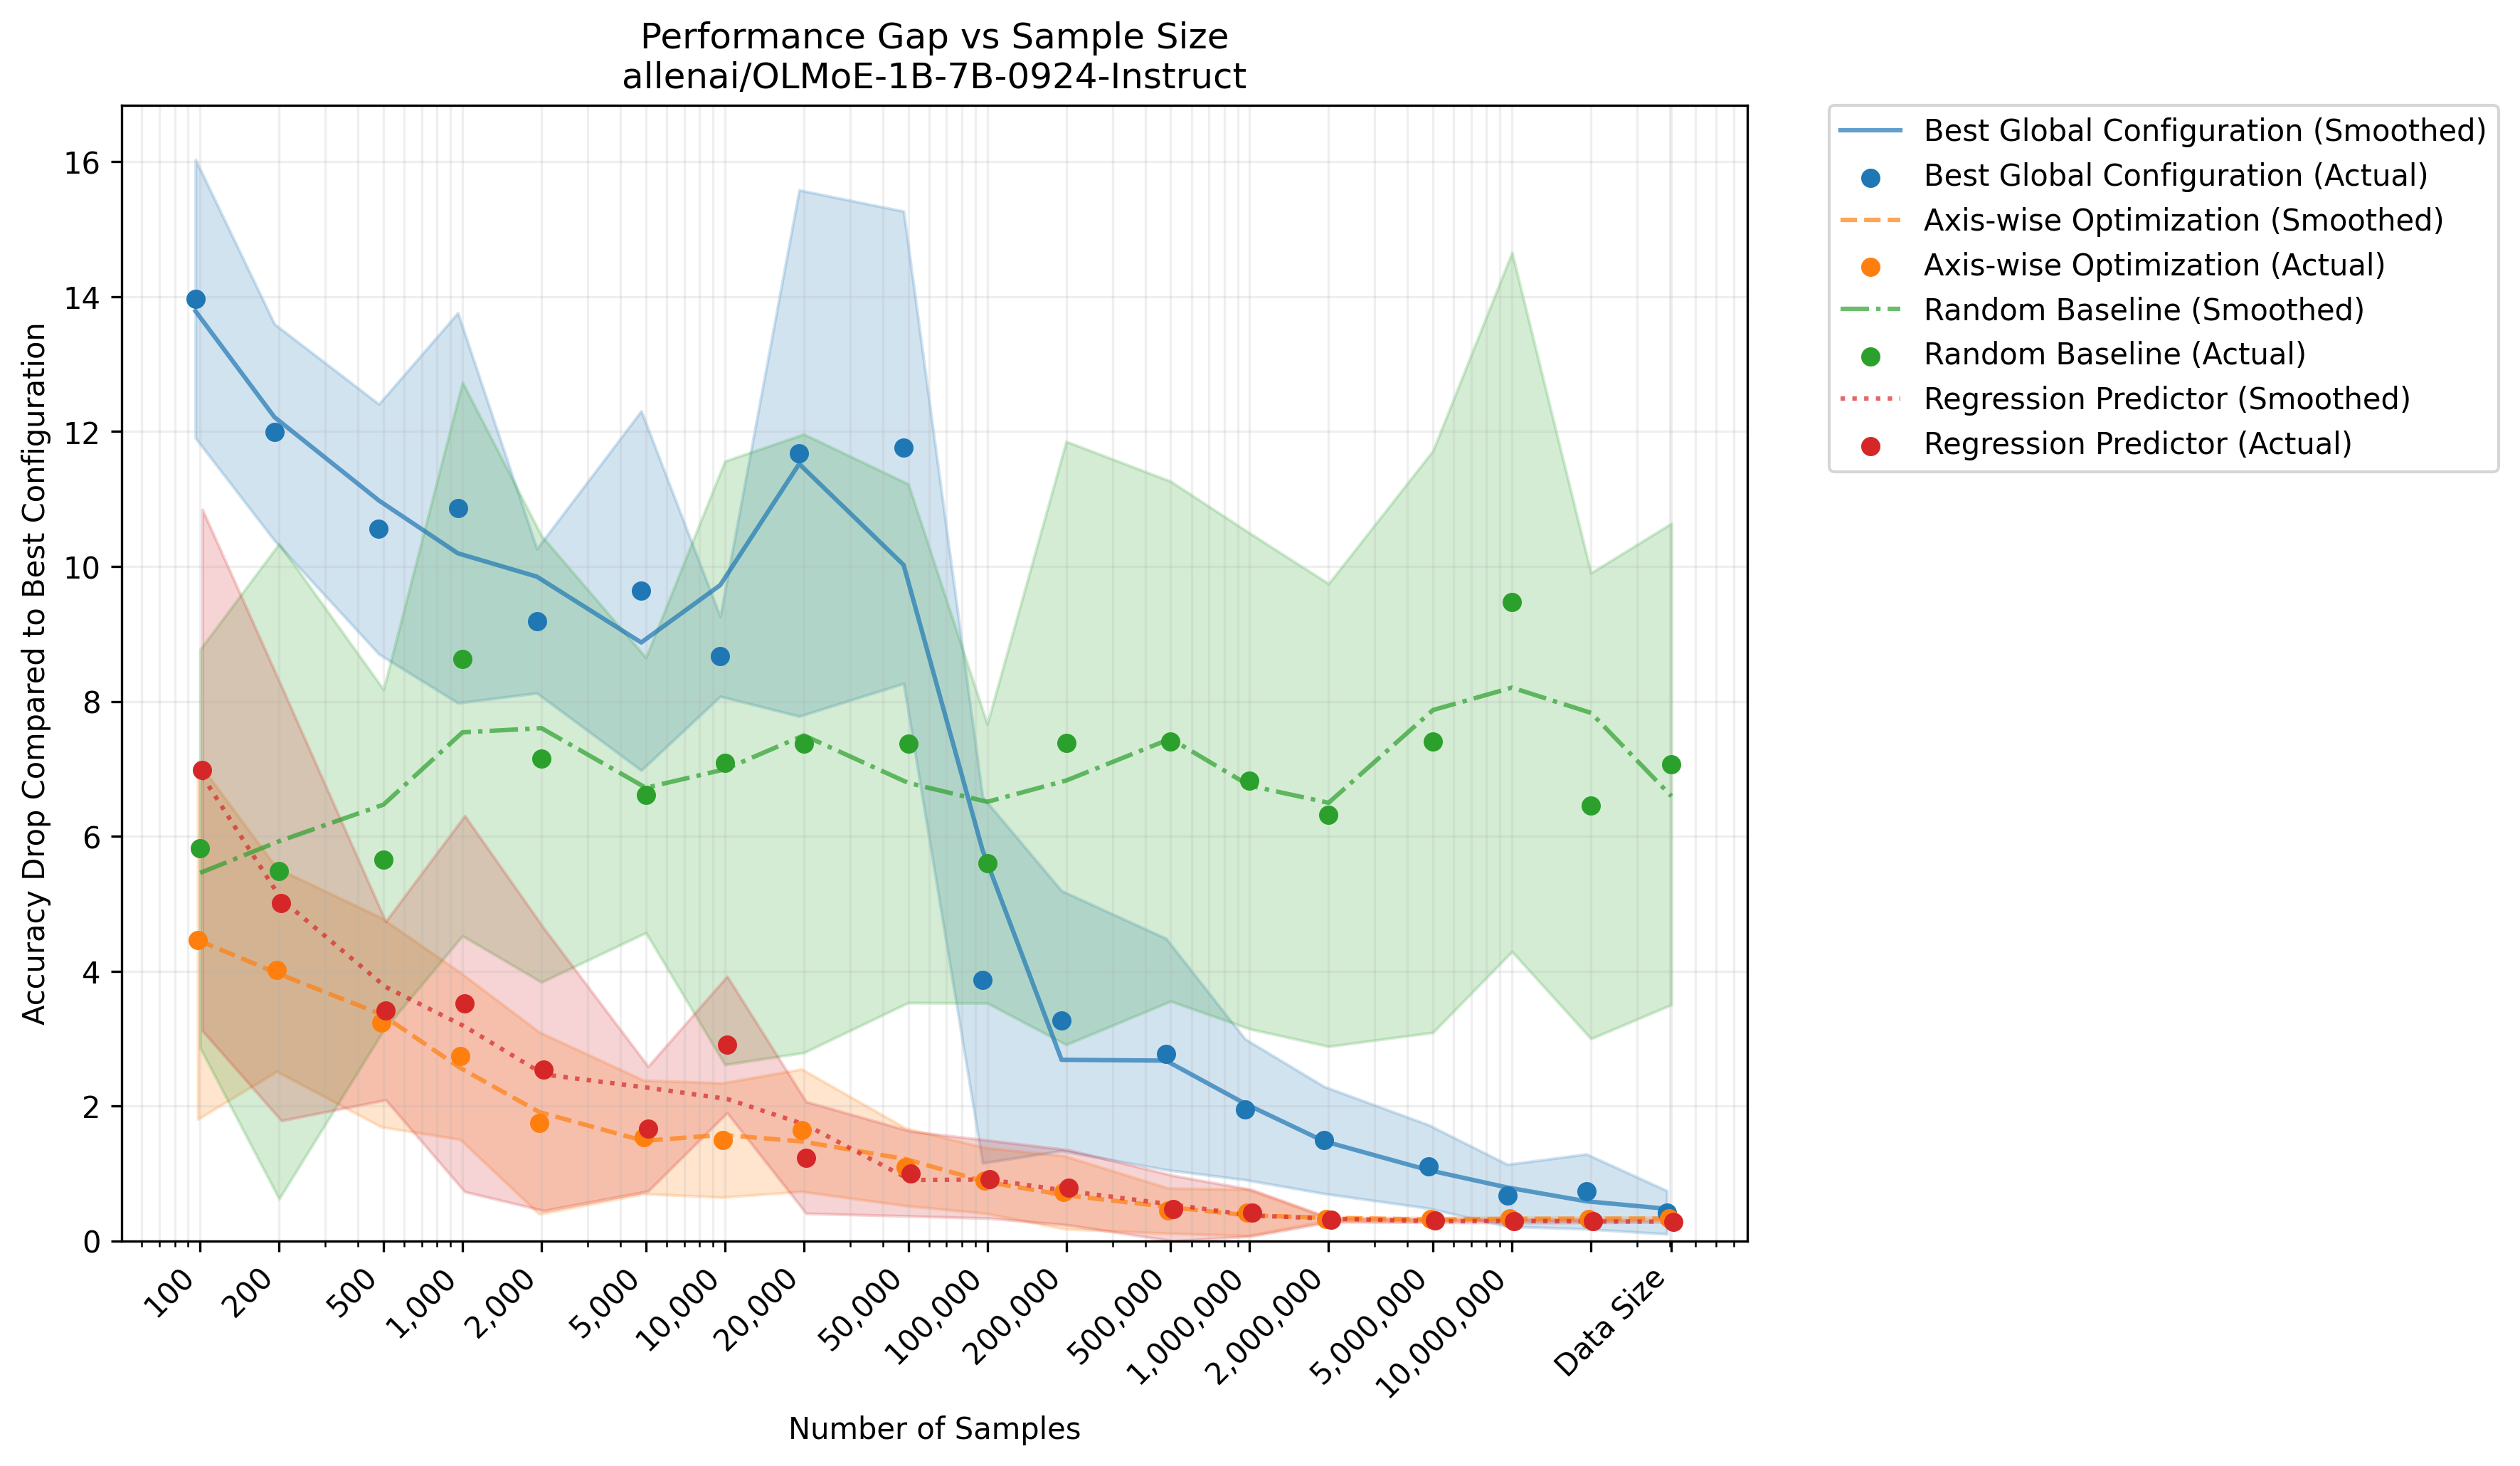 Performance Gap vs Sample Size
allenai/OLMoE-1B-7B-0924-Instruct
Best Global Configuration (Smoothed)
Best Global Configuration (Actual)
Axis-wise Optimization (Smoothed)
Axis-wise Optimization (Actual)
Random Baseline (Smoothed)
Random Baseline (Actual)
Regression Predictor (Smoothed)
Regression Predictor (Actual)
Accuracy Drop Compared to Best Configuration
16
14
12
10
8
6
4
2
0
100
200
500
1,000
2,000
5,000
10,000
20,000
50,000
100,000
200,000
500,000
1,000,000
2,000,000
5,000,000
10,000,000
Data Size
Number of Samples